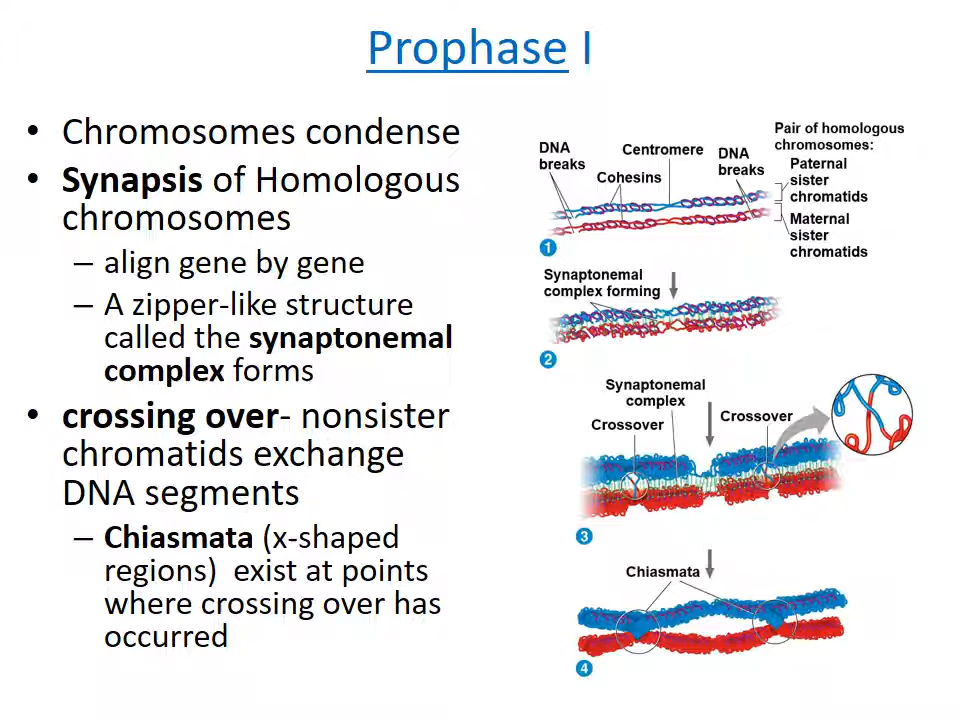 Prophase I
• Chromosomes condense
• Synapsis of Homologous
chromosomes
– align gene by gene
– A zipper-like structure
called the synaptonemal
complex forms
• crossing over- nonsister
chromatids exchange
DNA segments
– Chiasmata (x-shaped
regions)  exist at points
where crossing over has
occurred
DNA
breaks
Centromere
Cohesins
DNA
breaks
Pair of homologous
chromosomes:
Paternal
sister
chromatids
Maternal
sister
chromatids
1
Synaptonemal
complex forming
2
Synaptonemal
complex
Crossover
Crossover
3
Chiasmata
4